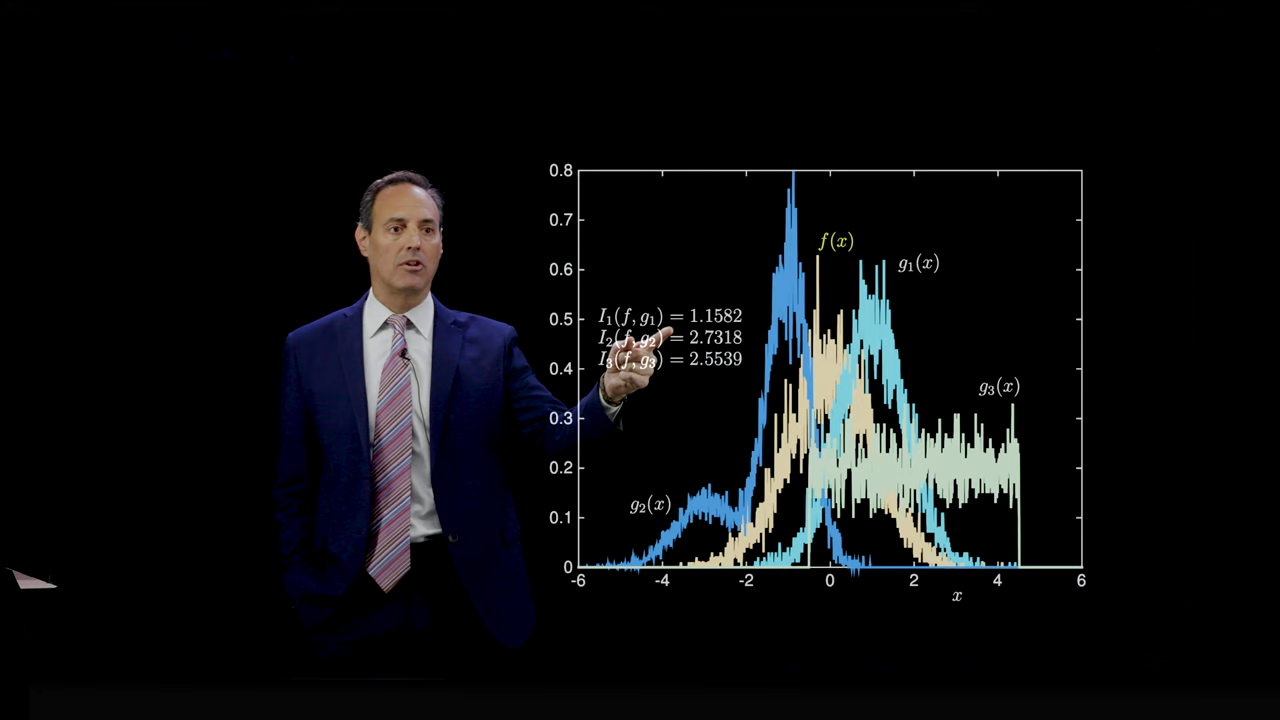 0.8
0.7
f(x)
g₁(x)
0.6
I₁(f, g₁) = 1.1582
0.5
I₂(f, g₂) = 2.7318
I₃(f, g₃) = 2.5539
0.4
g₃(x)
0.3
0.2
g₂(x)
0.1
0
-6 -4 -2 0 2 4 6
x